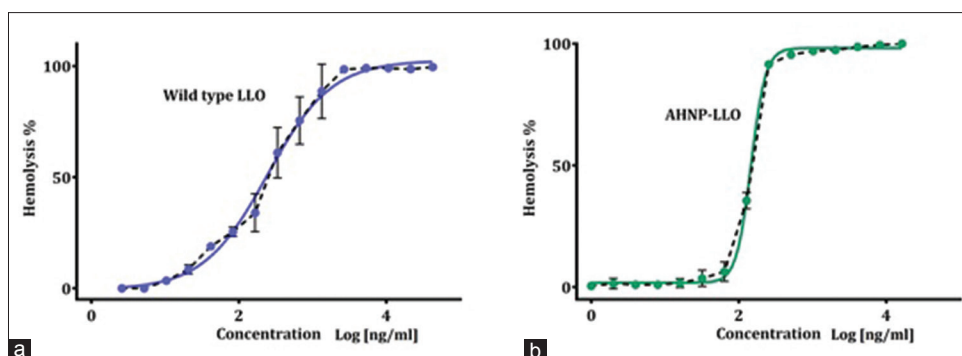 100
Wild type LLO
Hemolysis %
50
0
0
2
4
Concentration Log [ng/ml]
a
100
AHNP-LLO
Hemolysis %
50
0
0
2
4
Concentration Log [ng/ml]
b